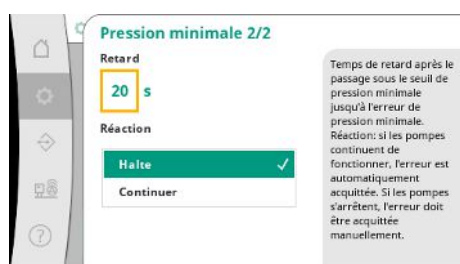 Pression minimale 2/2
Retard
20 s
Réaction
Halte
Continuer
Temps de retard après le
passage sous le seuil de
pression minimale
jusqu'à l'erreur de
pression minimale.
Réaction: si les pompes
continuent de
fonctionner, l'erreur est
automatiquement
acquittée. Si les pompes
s'arrêtent, l'erreur doit
être acquittée
manuellement.